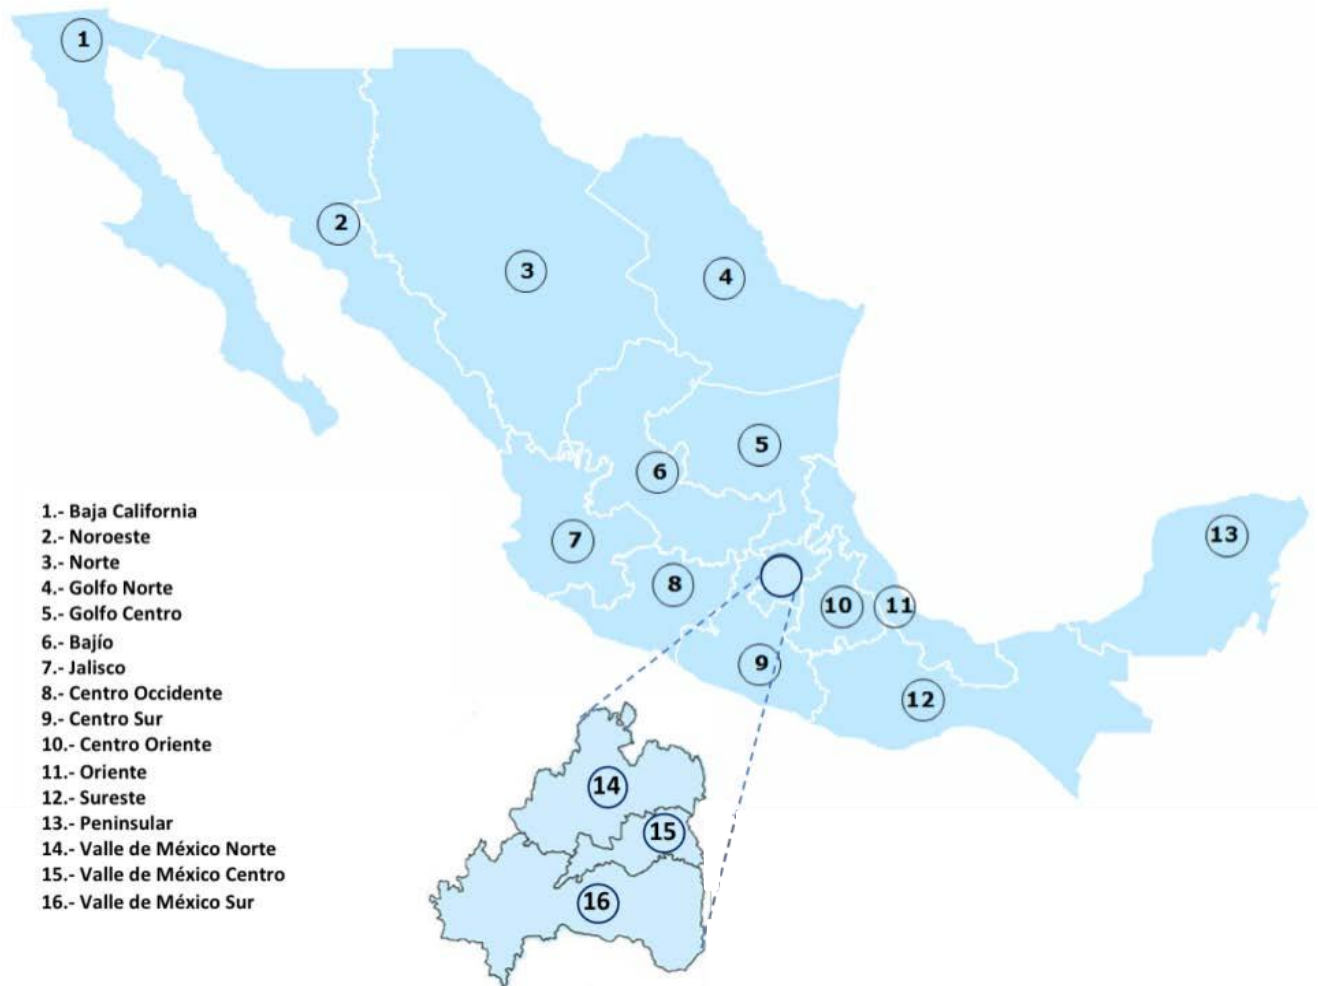 1
2
3
4
5
6
7
8
9
10
11
12
13
14
15
16
1.- Baja California
2.- Noroeste
3.- Norte
4.- Golfo Norte
5.- Golfo Centro
6.- Bajío
7.- Jalisco
8.- Centro Occidente
9.- Centro Sur
10.- Centro Oriente
11.- Oriente
12.- Sureste
13.- Peninsular
14.- Valle de México Norte
15.- Valle de México Centro
16.- Valle de México Sur